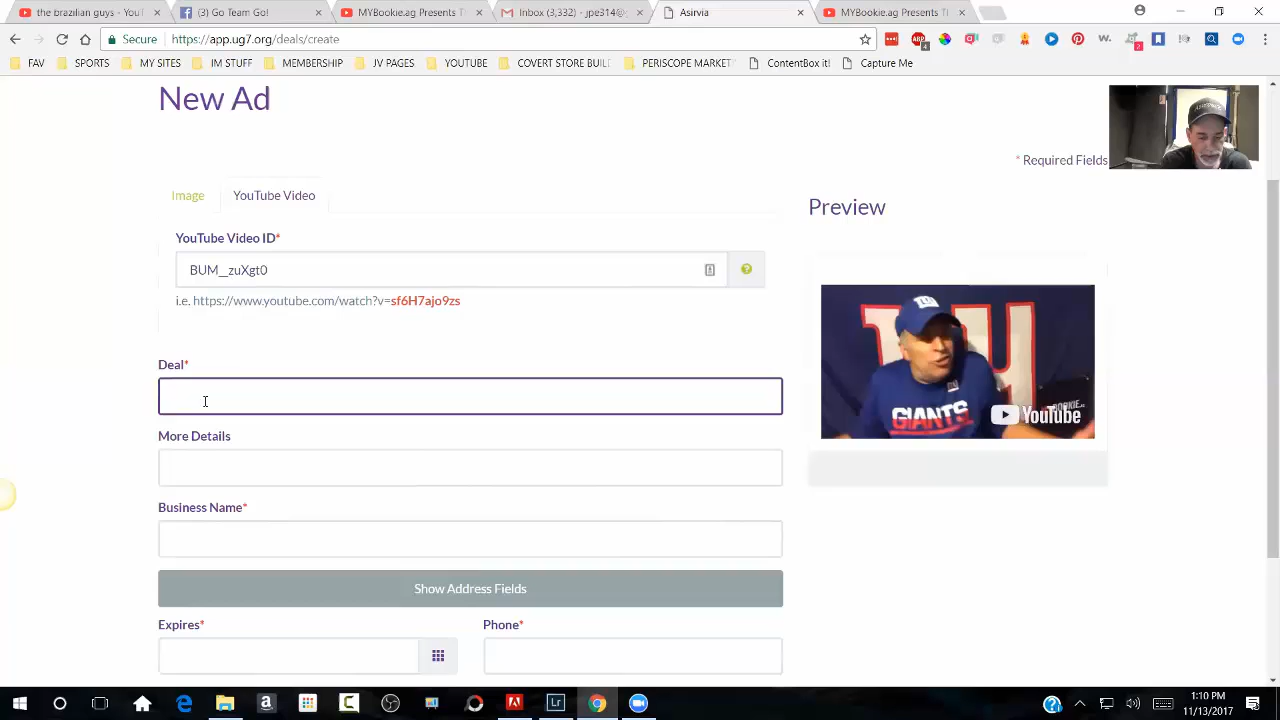 the brazilian guys - YouT
(3) Go Team Go!
MYBookie.ag Presents T
Inbox (3,332) - jpe314@
Asirvia
MYBookie.ag Presents Ti
Secure
https://app.ug7.org/deals/create
FAV
SPORTS
MY SITES
IM STUFF
MEMBERSHIP
JV PAGES
YOUTUBE
COVERT STORE BUIL
PERISCOPE MARKET
ContentBox it!
Capture Me
New Ad
* Required Fields
Image
YouTube Video
Preview
YouTube Video ID*
BUM__zuXgt0
i.e. https://www.youtube.com/watch?v=sf6H7ajo9zs
GIANTS
YouTube
Deal*
More Details
Business Name*
Show Address Fields
Expires*
Phone*
1:10 PM
11/13/2017